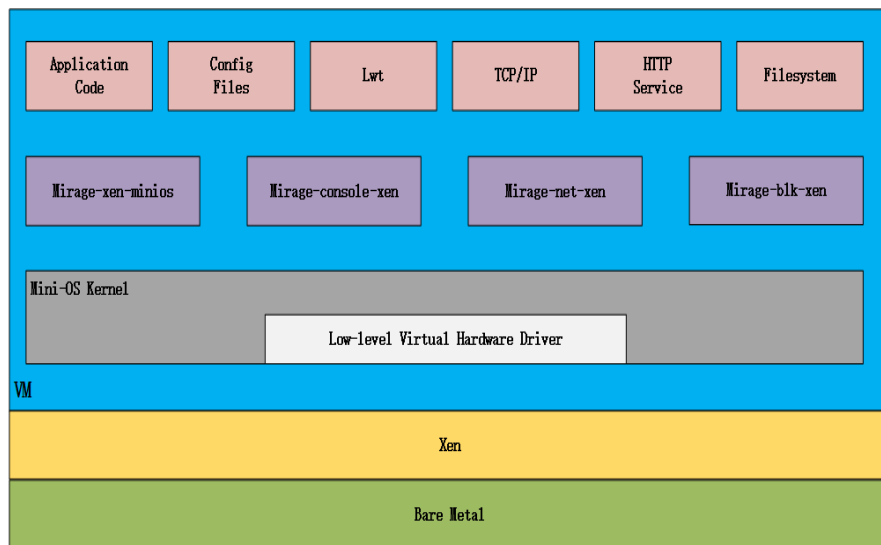 Application
Code
Config
Files
Lwt
TCP/IP
HTTP
Service
Filesystem
Mirage-xen-minios
Mirage-console-xen
Mirage-net-xen
Mirage-blk-xen
Mini-OS Kernel
Low-level Virtual Hardware Driver
VM
Xen
Bare Metal